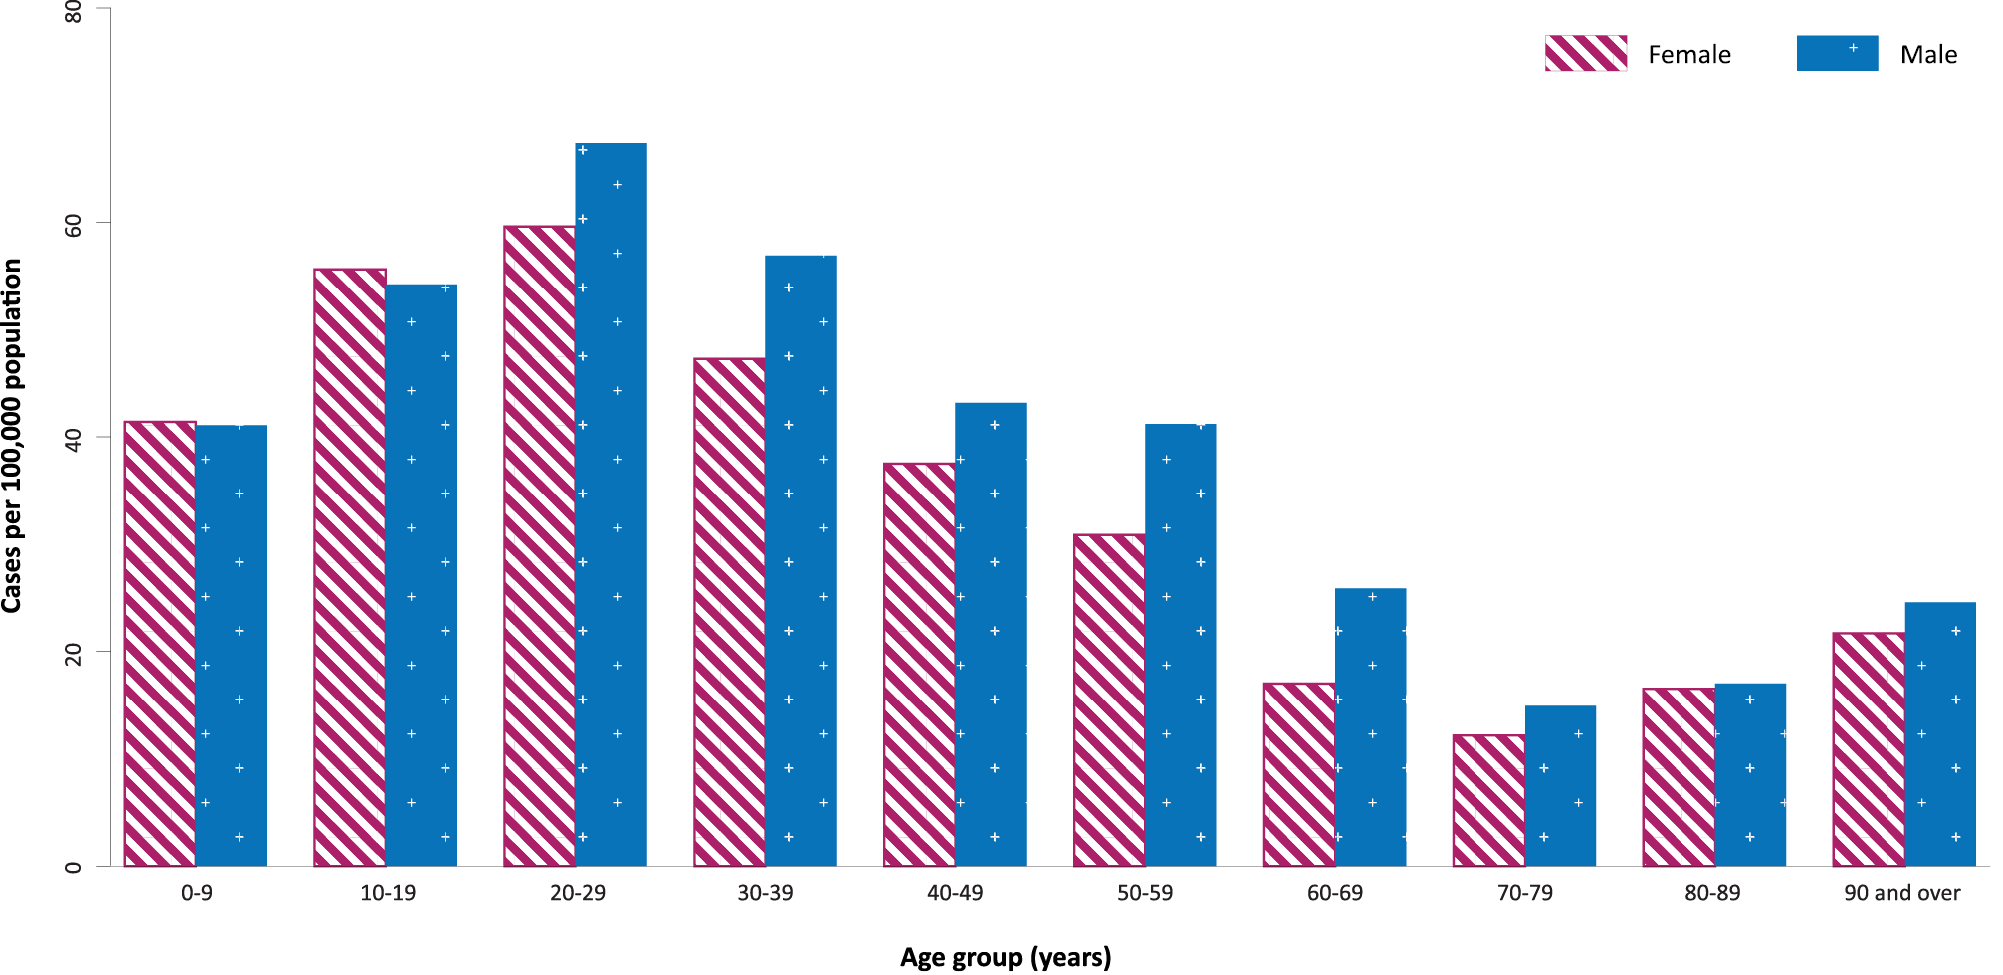 Female
Male
Cases per 100,000 population
80
60
40
20
0
0-9
10-19
20-29
30-39
40-49
50-59
60-69
70-79
80-89
90 and over
Age group (years)